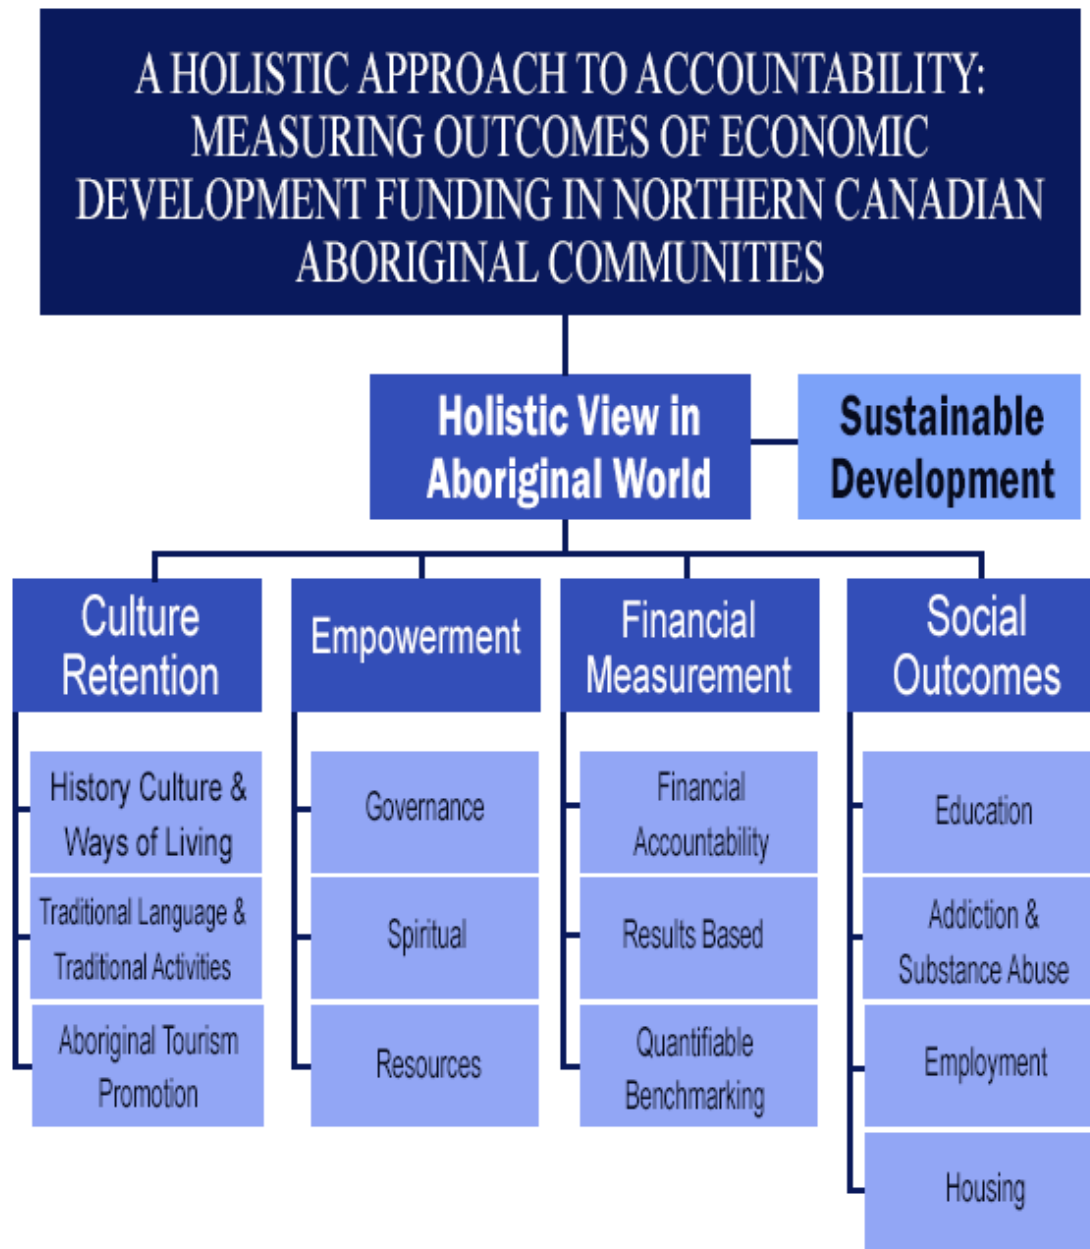 A HOLISTIC APPROACH TO ACCOUNTABILITY:
MEASURING OUTCOMES OF ECONOMIC
DEVELOPMENT FUNDING IN NORTHERN CANADIAN
ABORIGINAL COMMUNITIES
Holistic View in
Aboriginal World
Sustainable
Development
Culture
Retention
History Culture &
Ways of Living
Traditional Language &
Traditional Activities
Aboriginal Tourism
Promotion
Empowerment
Governance
Spiritual
Resources
Financial
Measurement
Financial
Accountability
Results Based
Quantifiable
Benchmarking
Social
Outcomes
Education
Addiction &
Substance Abuse
Employment
Housing